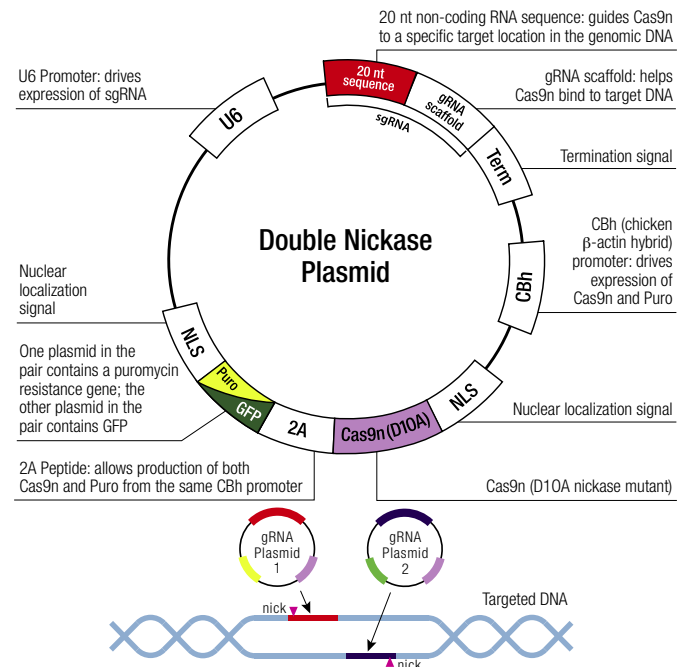 20 nt non-coding RNA sequence: guides Cas9n
to a specific target location in the genomic DNA
U6 Promoter: drives
expression of sgRNA
gRNA scaffold: helps
Cas9n bind to target DNA
20 nt
sequence
gRNA
scaffold
sgRNA
U6
Term
Termination signal
Double Nickase
Plasmid
CBh (chicken
β-actin hybrid)
promoter: drives
expression of
Cas9n and Puro
CBh
Nuclear
localization
signal
NLS
One plasmid in the
pair contains a puromycin
resistance gene; the
other plasmid in the
pair contains GFP
Puro
GFP
2A
Cas9n (D10A)
NLS
Nuclear localization signal
2A Peptide: allows production of both
Cas9n and Puro from the same CBh promoter
Cas9n (D10A nickase mutant)
gRNA
Plasmid
1
gRNA
Plasmid
2
nick
Targeted DNA
nick